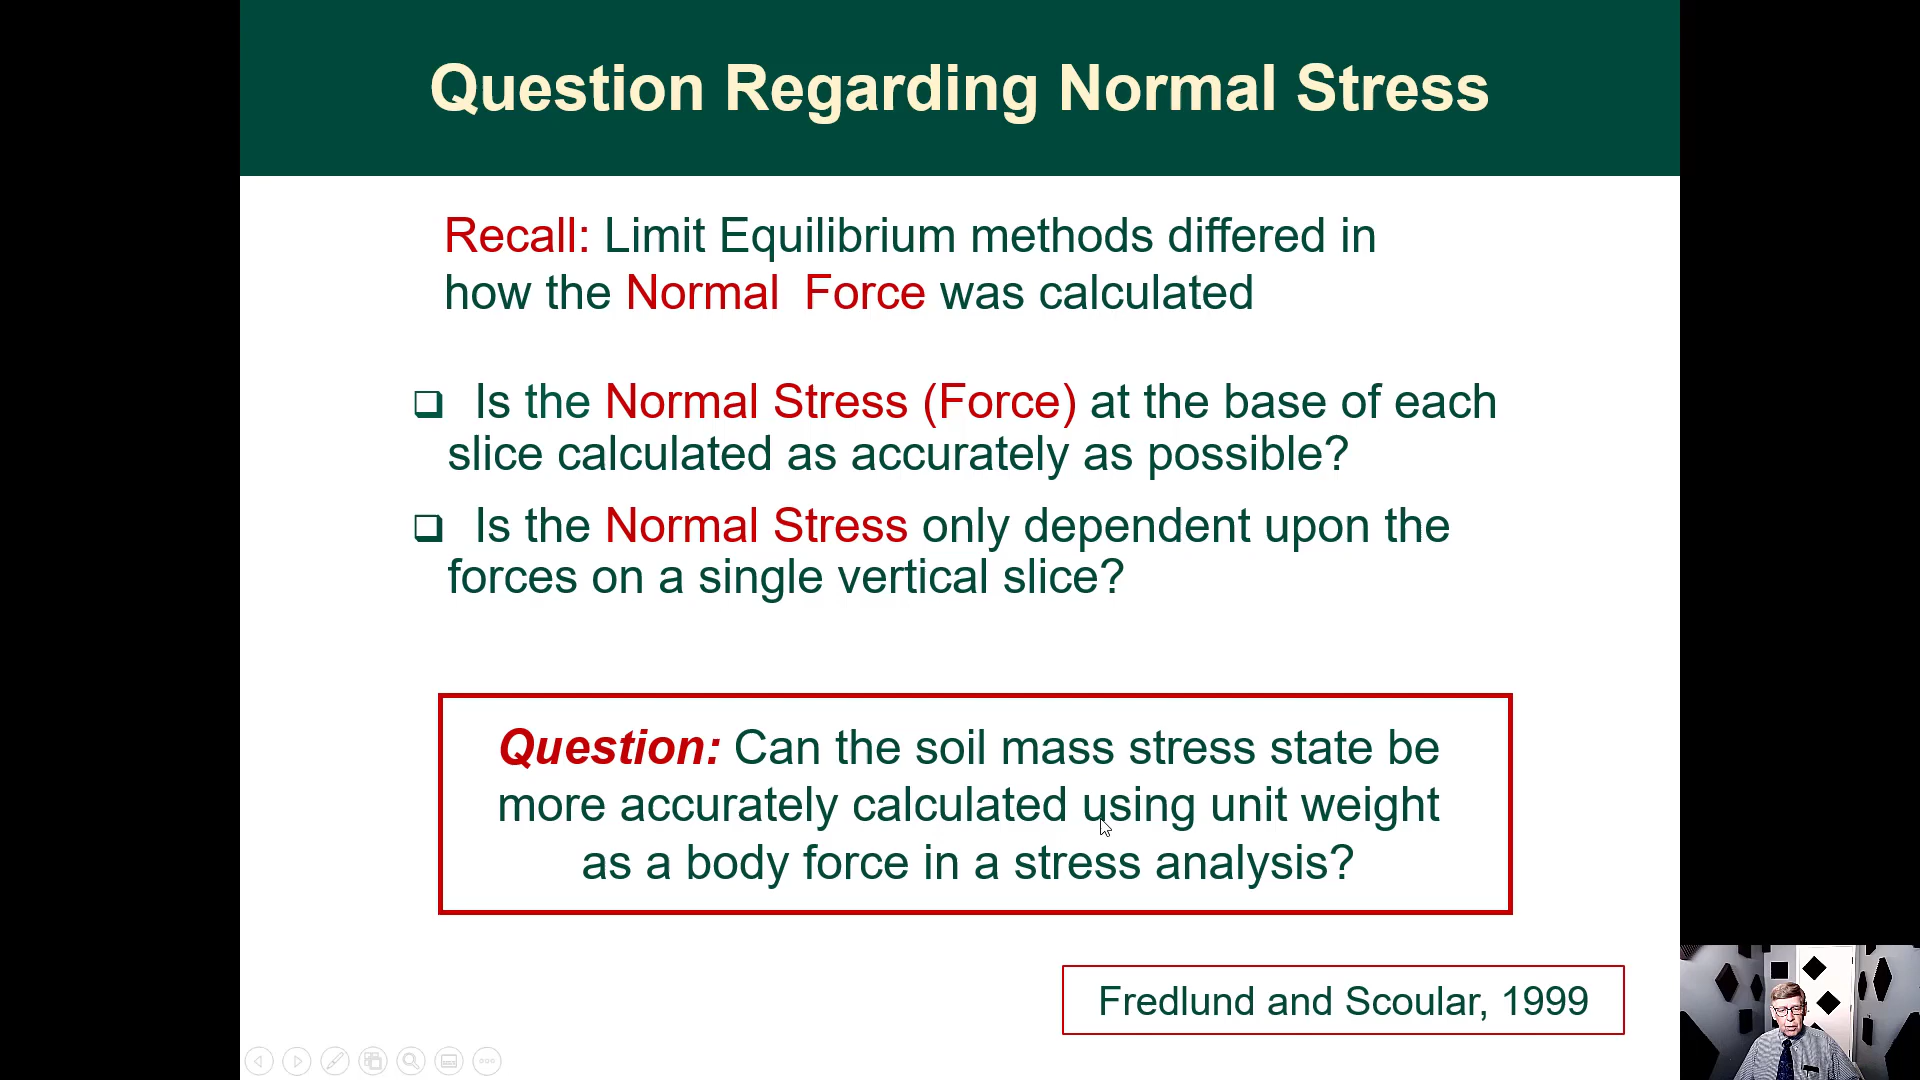 Question Regarding Normal Stress
Recall: Limit Equilibrium methods differed in
how the Normal Force was calculated
Is the Normal Stress (Force) at the base of each
slice calculated as accurately as possible?
Is the Normal Stress only dependent upon the
forces on a single vertical slice?
Question: Can the soil mass stress state be
more accurately calculated using unit weight
as a body force in a stress analysis?
Fredlund and Scoular, 1999